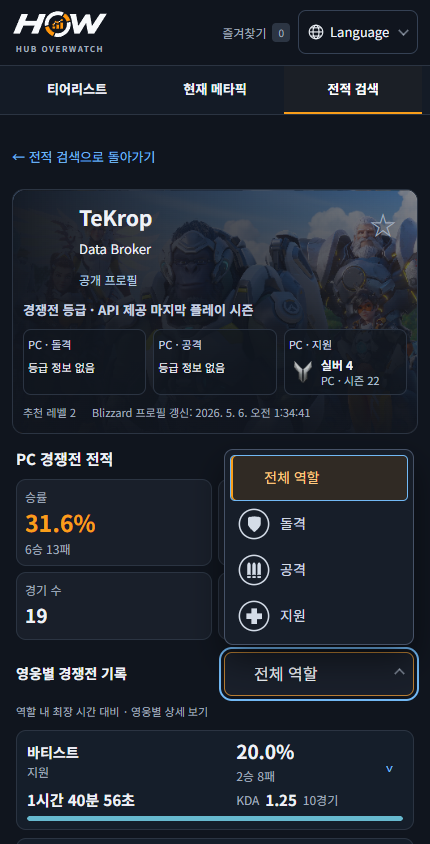 HOW
HUB OVERWATCH
즐겨찾기 0
Language
티어리스트 현재 메타픽 전적 검색
← 전적 검색으로 돌아가기
TeKrop
Data Broker
공개 프로필
경쟁전 등급 · API 제공 마지막 플레이 시즌
PC · 돌격
등급 정보 없음
PC · 공격
등급 정보 없음
PC · 지원
실버 4
PC · 시즌 22
추천 레벨 2 Blizzard 프로필 갱신: 2026. 5. 6. 오전 1:34:41
PC 경쟁전 전적
승률
31.6%
6승 13패
경기 수
19
전체 역할
돌격
공격
지원
영웅별 경쟁전 기록
전체 역할
역할 내 최장 시간 대비 · 영웅별 상세 보기
바티스트
지원
1시간 40분 56초
20.0%
2승 8패
KDA 1.25 10경기
v